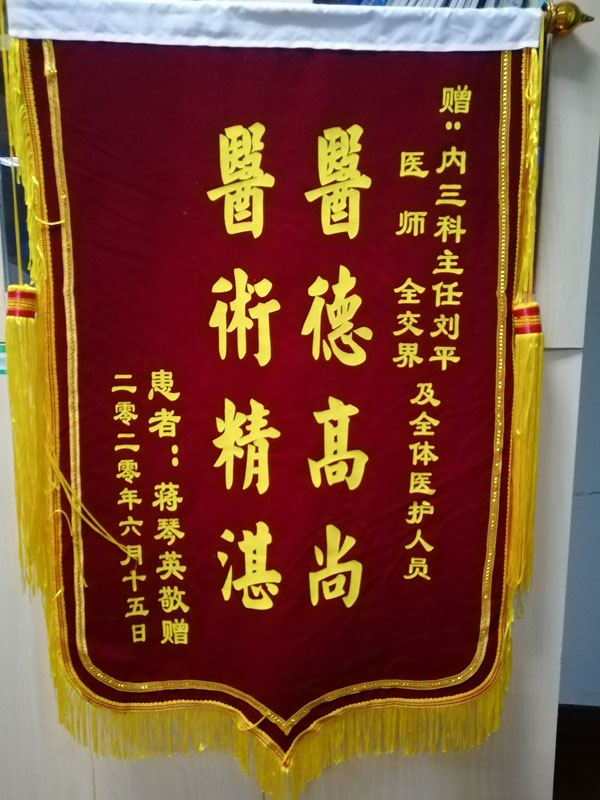 赠：内三科主任刘平
医师 全交界 及全体医护人员
醫德高尚
醫術精湛
患者：蒋琴英敬赠
二零二零年六月十五日